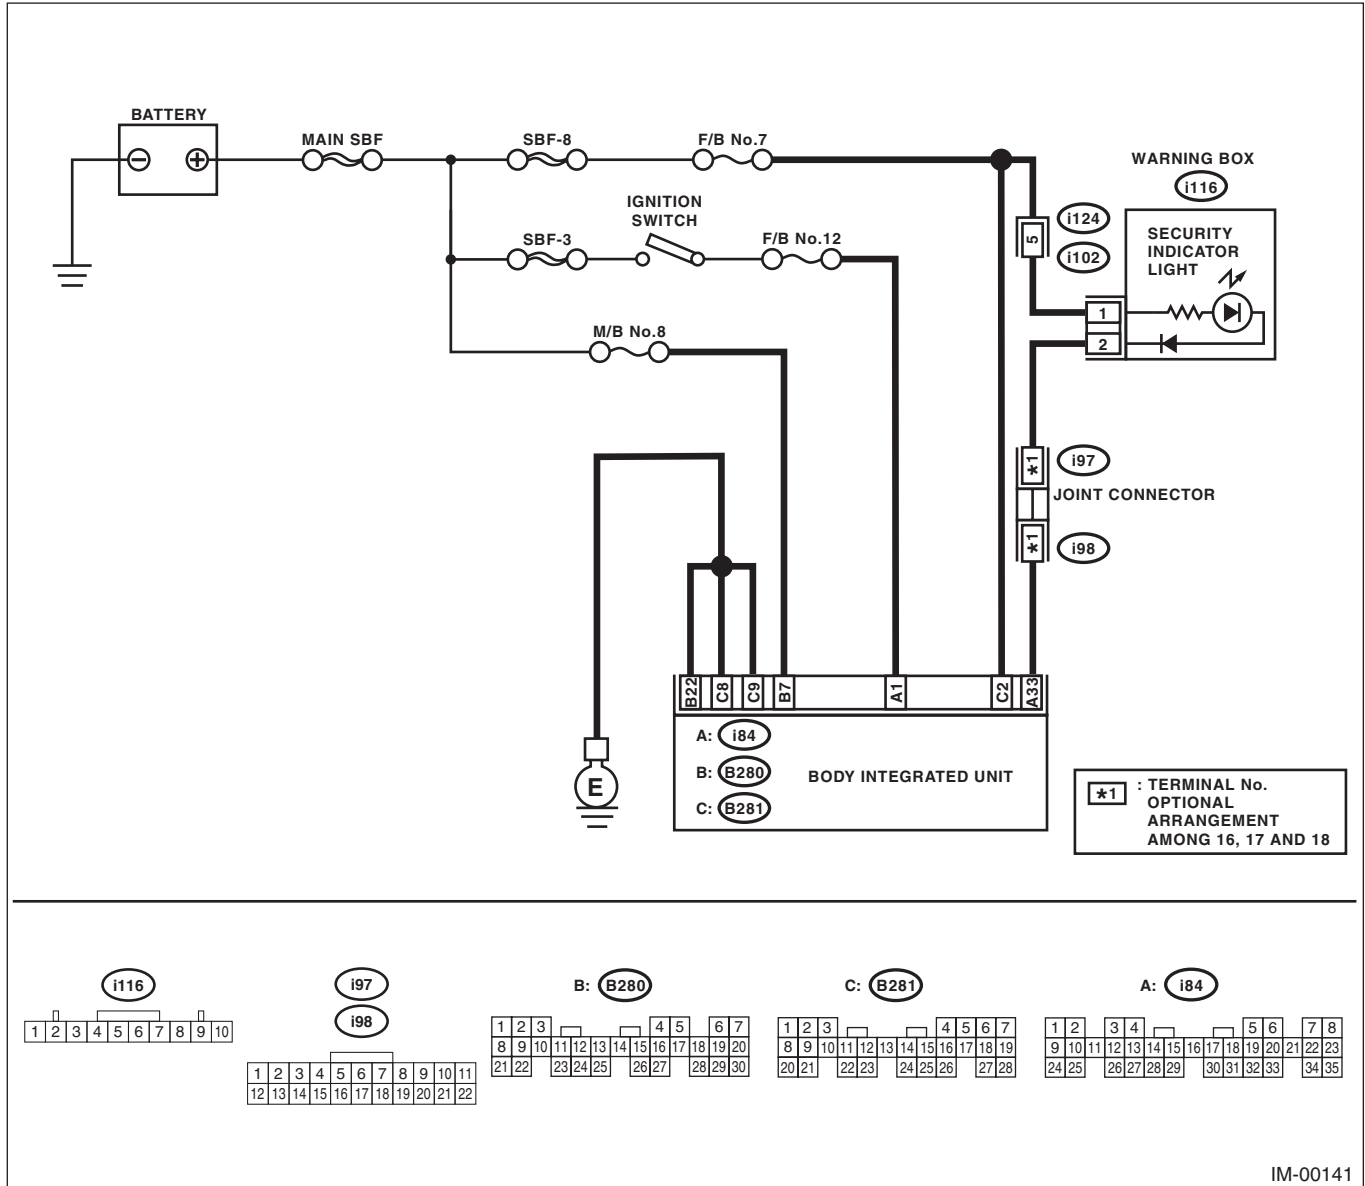 BATTERY
MAIN SBF
SBF-8
F/B No.7
WARNING BOX
i116
IGNITION
SWITCH
SBF-3
F/B No.12
i124
5
i102
SECURITY
INDICATOR
LIGHT
1
2
M/B No.8
*1
i97
JOINT CONNECTOR
*1
i98
B22
C8
C9
B7
A1
C2
A33
A: i84
B: B280
C: B281
BODY INTEGRATED UNIT
E
*1 : TERMINAL No.
OPTIONAL
ARRANGEMENT
AMONG 16, 17 AND 18
i116
1 2 3 4 5 6 7 8 9 10
i97
i98
1 2 3 4 5 6 7 8 9 10 11
12 13 14 15 16 17 18 19 20 21 22
B: B280
1 2 3 4 5 6 7
8 9 10 11 12 13 14 15 16 17 18 19 20
21 22 23 24 25 26 27 28 29 30
C: B281
1 2 3 4 5 6 7
8 9 10 11 12 13 14 15 16 17 18 19
20 21 22 23 24 25 26 27 28
A: i84
1 2 3 4 5 6 7 8
9 10 11 12 13 14 15 16 17 18 19 20 21 22 23
24 25 26 27 28 29 30 31 32 33 34 35
IM-00141